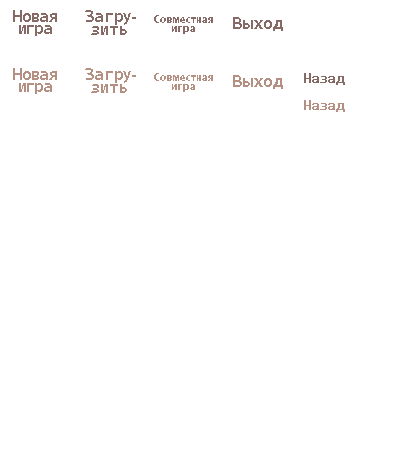 Новая
игра
Загру-
зить
Совместная
игра
Выход
Новая
игра
Загру-
зить
Совместная
игра
Выход
Назад
Назад